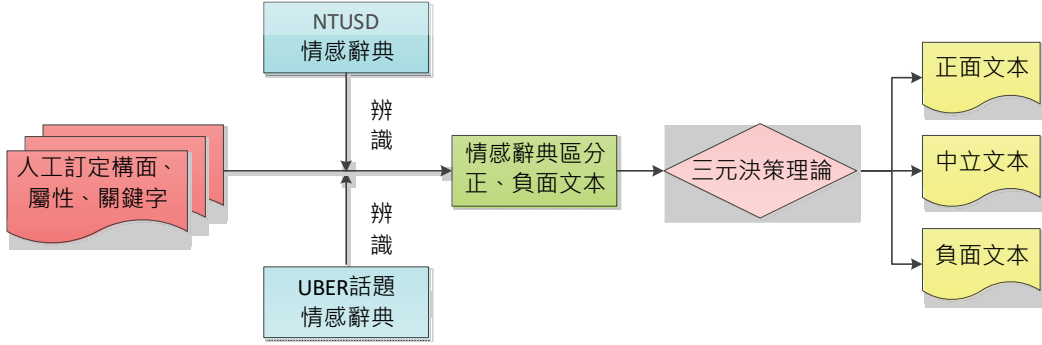 NTUSD
情感辭典
辨
識
人工訂定構面、
屬性、關鍵字
情感辭典區分
正、負面文本
三元決策理論
正面文本
中立文本
負面文本
辨
識
UBER話題
情感辭典